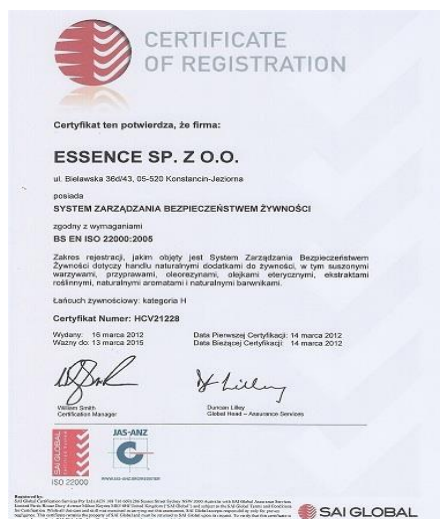 CERTIFICATE
OF REGISTRATION
Certyfikat ten potwierdza, że firma:
ESSENCE SP. Z O.O.
ul. Bielawska 36d/43, 05-520 Konstancin-Jeziorna
posiada
SYSTEM ZARZĄDZANIA BEZPIECZEŃSTWEM ŻYWNOŚCI
zgodny z wymaganiami
BS EN ISO 22000:2005
Zakres rejestracji, jakim objęty jest System Zarządzania Bezpieczeństwem
Żywności dotyczy handlu naturalnymi dodatkami do żywności, w tym suszonymi
warzywami, przyprawami, oleorezynami, olejkami eterycznymi, ekstraktami
roślinnymi, naturalnymi aromatami i naturalnymi barwnikami.
Łańcuch żywnościowy: kategoria H
Certyfikat Numer: HCV21228
Wydany: 16 marca 2012 Data Pierwszej Certyfikacji: 14 marca 2012
Ważny do: 13 marca 2015 Data Bieżącej Certyfikacji: 14 marca 2012
William Smith Duncan Lilley
Certification Manager Global Head – Assurance Services
SAI GLOBAL
JAS-ANZ
ISO 22000
Registered by:
SAI GLOBAL